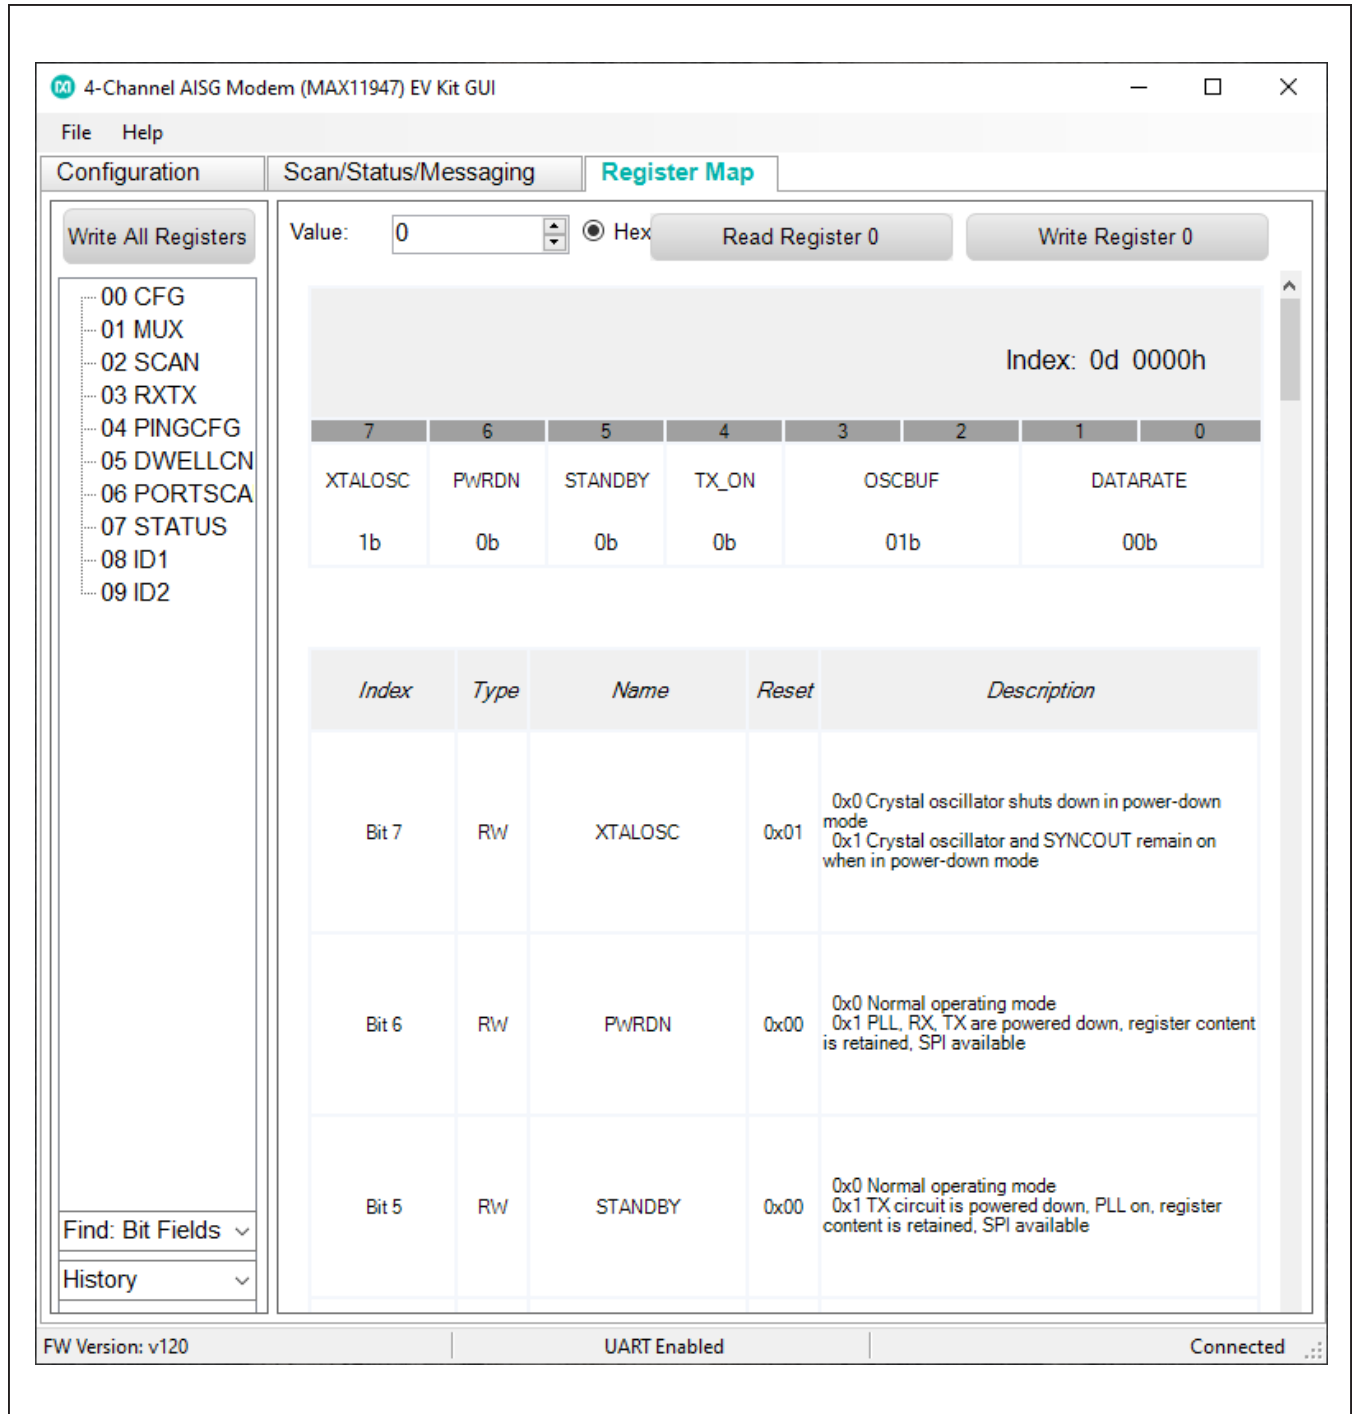 4-Channel AISG Modem (MAX11947) EV Kit GUI
File Help
Configuration Scan/Status/Messaging Register Map
Write All Registers
Value: 0 Hex Read Register 0 Write Register 0
00 CFG
01 MUX
02 SCAN
03 RXTX
04 PINGCFG
05 DWELLCN
06 PORTSCA
07 STATUS
08 ID1
09 ID2
Find: Bit Fields
History
Index: 0d 0000h
7 6 5 4 3 2 1 0
XTALOSC PWRDN STANDBY TX_ON OSCBUF DATARATE
1b 0b 0b 0b 01b 00b
Index Type Name Reset Description
Bit 7 RW XTALOSC 0x01
0x0 Crystal oscillator shuts down in power-down
mode
0x1 Crystal oscillator and SYNCOUT remain on
when in power-down mode
Bit 6 RW PWRDN 0x00
0x0 Normal operating mode
0x1 PLL, RX, TX are powered down, register content
is retained, SPI available
Bit 5 RW STANDBY 0x00
0x0 Normal operating mode
0x1 TX circuit is powered down, PLL on, register
content is retained, SPI available
FW Version: v120 UART Enabled Connected